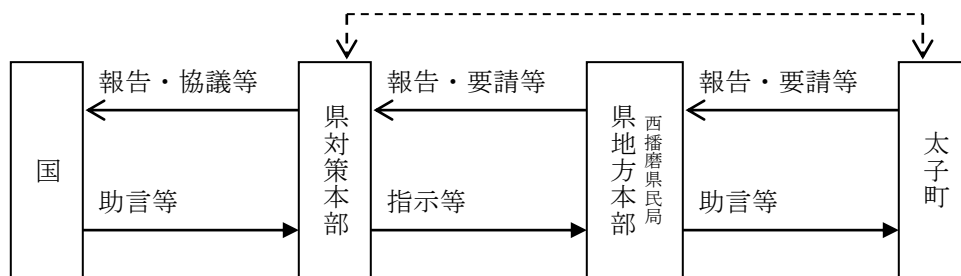 国
報告・協議等
助言等
県対策本部
報告・要請等
指示等
県地方本部
西播磨県民局
報告・要請等
助言等
太子町